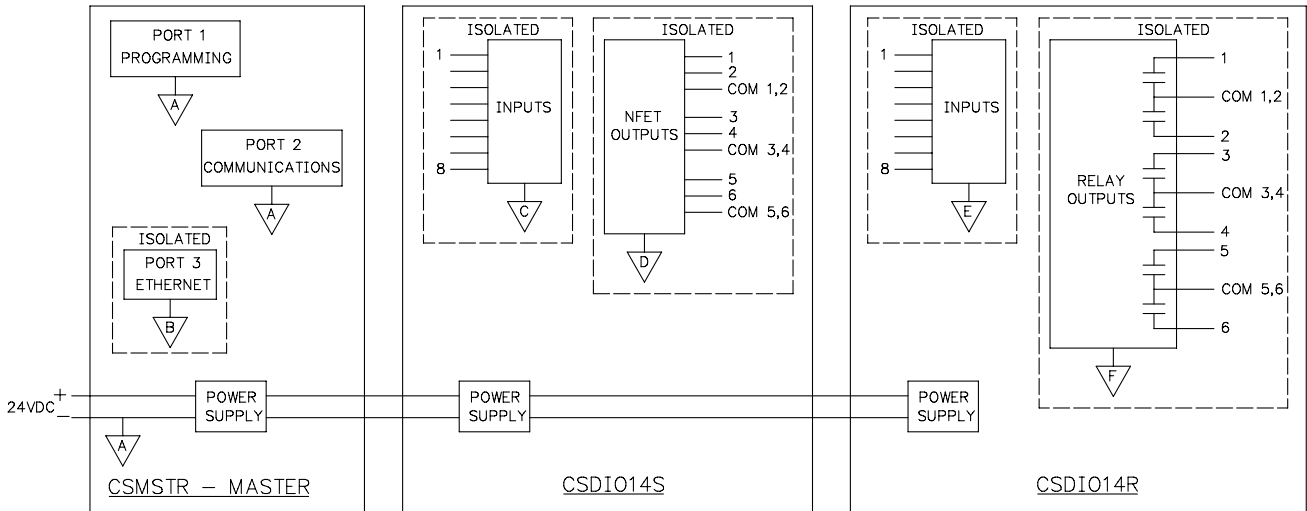 PORT 1
PROGRAMMING
A
PORT 2
COMMUNICATIONS
A
ISOLATED
PORT 3
ETHERNET
B
24VDC
+
–
A
POWER
SUPPLY
CSMSTR – MASTER
ISOLATED
1
8
INPUTS
C
ISOLATED
NFET
OUTPUTS
1
2
COM 1,2
3
4
COM 3,4
5
6
COM 5,6
D
POWER
SUPPLY
CSDIO14S
ISOLATED
1
8
INPUTS
E
ISOLATED
RELAY
OUTPUTS
1
COM 1,2
2
3
COM 3,4
4
5
COM 5,6
6
F
POWER
SUPPLY
CSDIO14R